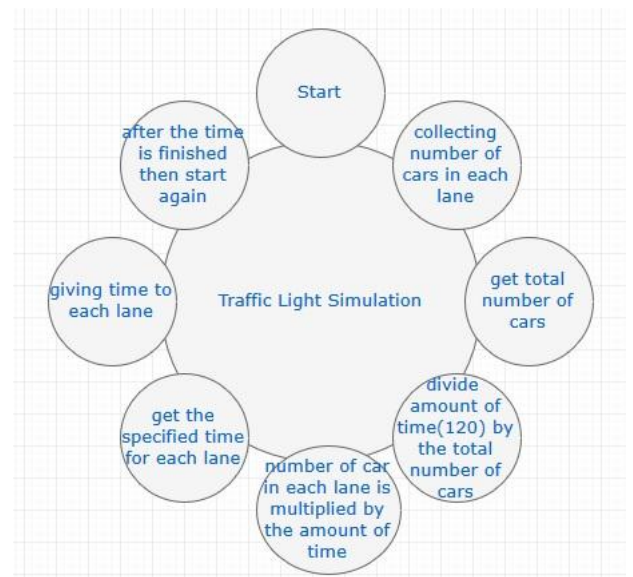 Start
collecting
number of
cars in each
lane
get total
number of
cars
divide
amount of
time(120) by
the total
number of
cars
number of car
in each lane is
multiplied by
the amount of
time
get the
specified time
for each lane
giving time to
each lane
after the time
is finished
then start
again
Traffic Light Simulation